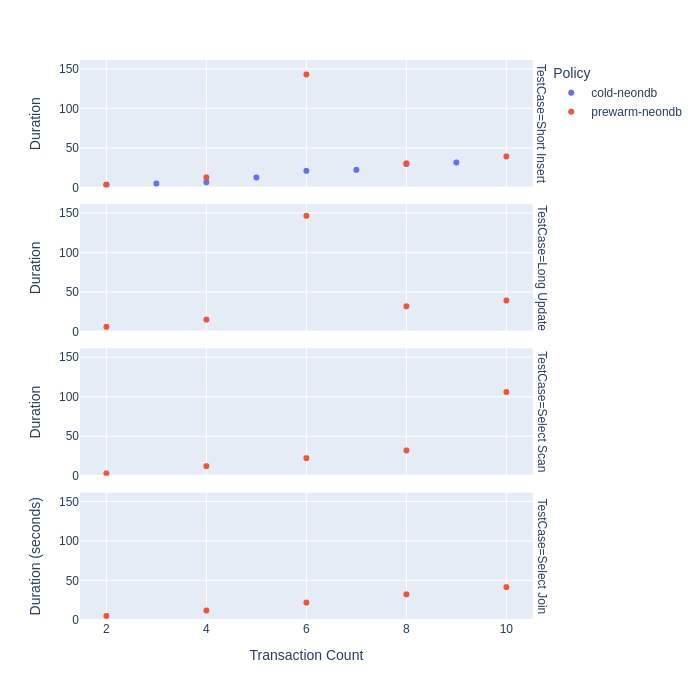 Policy
cold-neondb
prewarm-neondb
150
100
50
0
Duration
TestCase=Short Insert
150
100
50
0
Duration
TestCase=Long Update
150
100
50
0
Duration
TestCase=Select Scan
150
100
50
0
Duration (seconds)
TestCase=Select Join
2 4 6 8 10
Transaction Count